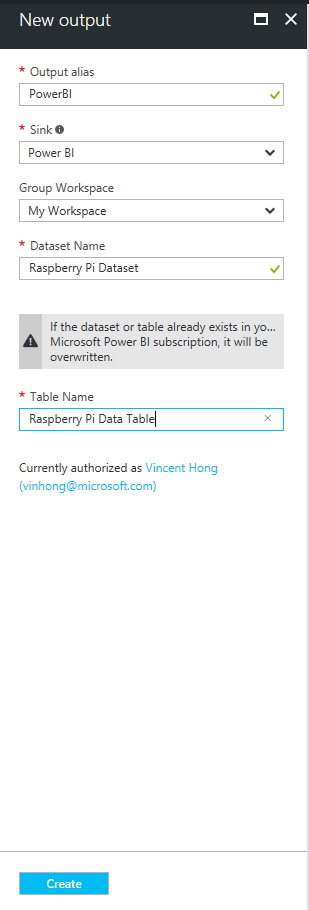 New output
* Output alias
PowerBI
* Sink
Power BI
Group Workspace
My Workspace
* Dataset Name
Raspberry Pi Dataset
If the dataset or table already exists in yo...
Microsoft Power BI subscription, it will be
overwritten.
* Table Name
Raspberry Pi Data Table
Currently authorized as Vincent Hong
(vinhong@microsoft.com)
Create